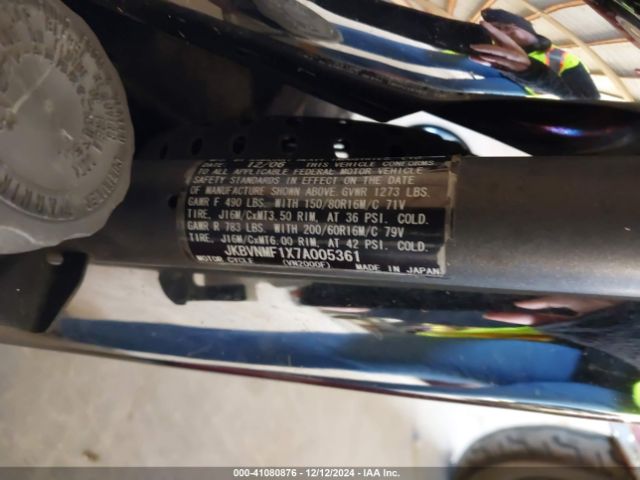 DATE: 12/06 THIS VEHICLE CONFORMS
TO ALL APPLICABLE FEDERAL MOTOR VEHICLE
SAFETY STANDARDS IN EFFECT ON THE DATE
OF MANUFACTURE SHOWN ABOVE GVWR 1273 LBS.
GAWR F 490 LBS. WITH 150/80R16M/C 71V
TIRE, J16M/CxMT3.50 RIM, AT 36 PSI. COLD.
GAWR R 783 LBS. WITH 200/60R16M/C 79V
TIRE, J16M/CxMT6.00 RIM, AT 42 PSI. COLD.
JKBVNMF1X7A005361
MOTOR CYCLE (VN2000F) MADE IN JAPAN
000-41080876 - 12/12/2024 - IAA Inc.